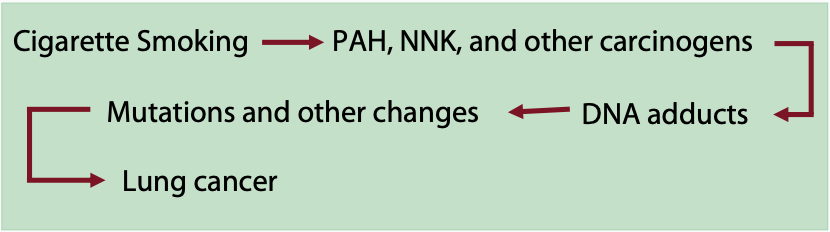 Cigarette Smoking PAH, NNK, and other carcinogens
DNA adducts
Mutations and other changes
Lung cancer